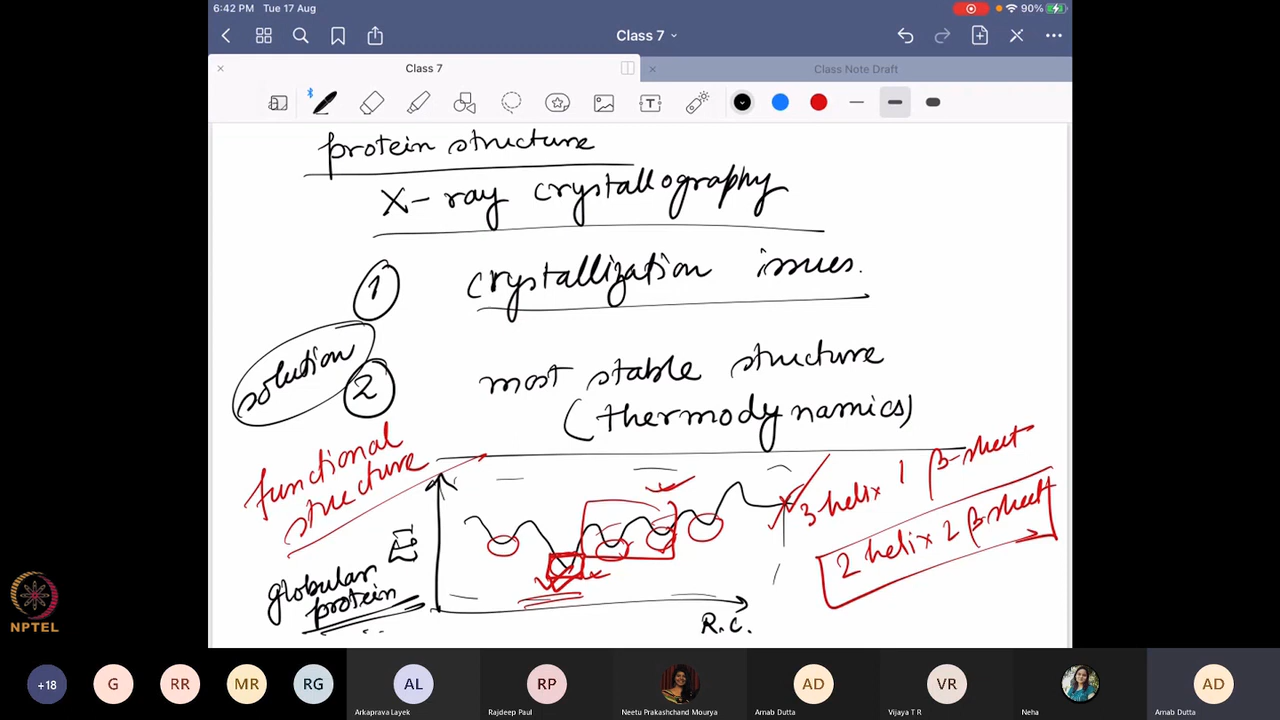 6:42 PM Tue 17 Aug
90%
Class 7
Class 7
Class Note Draft
T
protein structure
X-ray crystallography
1 crystallization issues.
solution
2 most stable structure
(thermodynamics)
functional
structure
3 helix 1 β-sheet
2 helix 2 β-sheet
globular
protein
R.C.
NPTEL
+18
G
RR
MR
RG
AL
Arkaprava Layek
RP
Rajdeep Paul
Neetu Prakashchand Mourya
AD
Arnab Dutta
VR
Vijaya T R
Neha
AD
Arnab Dutta